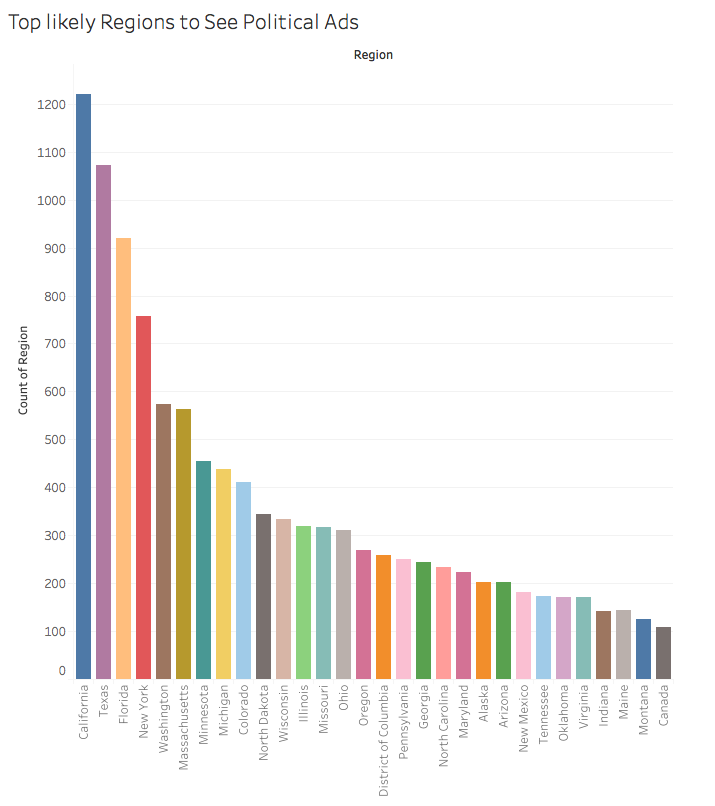 Top likely Regions to See Political Ads
Region
Count of Region
1200
1100
1000
900
800
700
600
500
400
300
200
100
0
California
Texas
Florida
New York
Washington
Massachusetts
Minnesota
Michigan
Colorado
North Dakota
Wisconsin
Illinois
Missouri
Ohio
Oregon
District of Columbia
Pennsylvania
Georgia
North Carolina
Maryland
Alaska
Arizona
New Mexico
Tennessee
Oklahoma
Virginia
Indiana
Maine
Montana
Canada